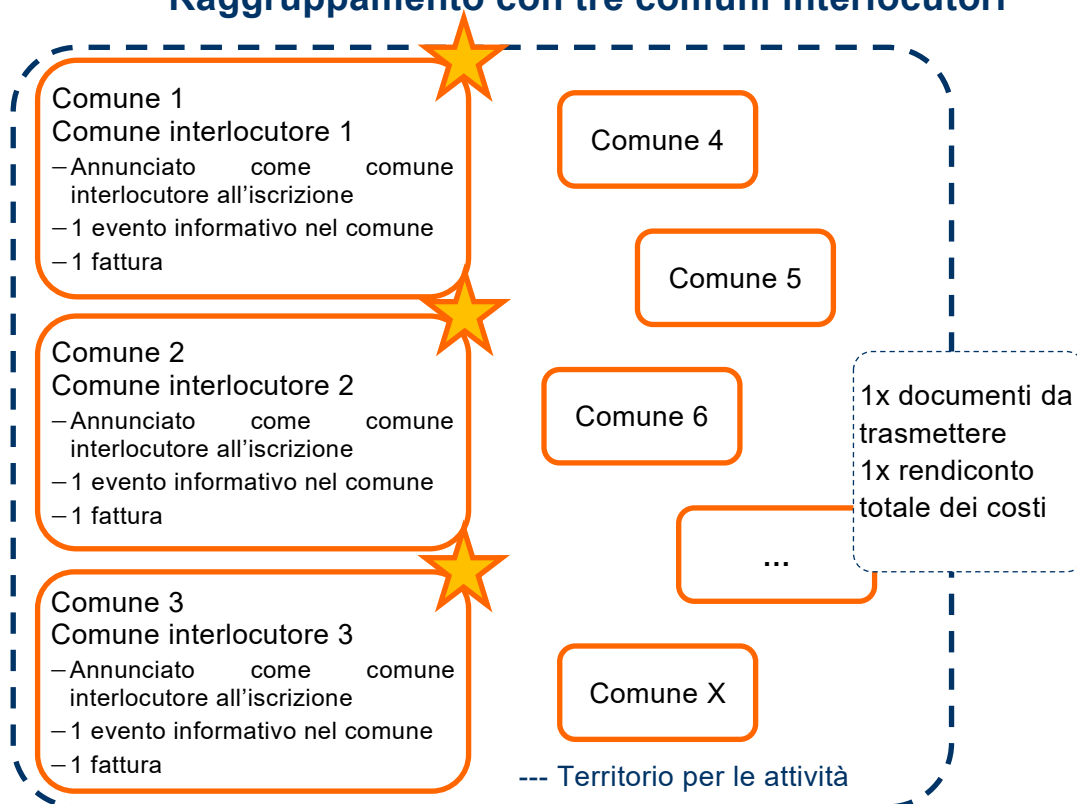 Raggruppamento con tre comuni interlocutori
Comune 1
Comune interlocutore 1
–Annunciato come comune
interlocutore all’iscrizione
–1 evento informativo nel comune
–1 fattura
Comune 2
Comune interlocutore 2
–Annunciato come comune
interlocutore all’iscrizione
–1 evento informativo nel comune
–1 fattura
Comune 3
Comune interlocutore 3
–Annunciato come comune
interlocutore all’iscrizione
–1 evento informativo nel comune
–1 fattura
Comune 4
Comune 5
Comune 6
...
Comune X
1x documenti da
trasmettere
1x rendiconto
totale dei costi
--- Territorio per le attività